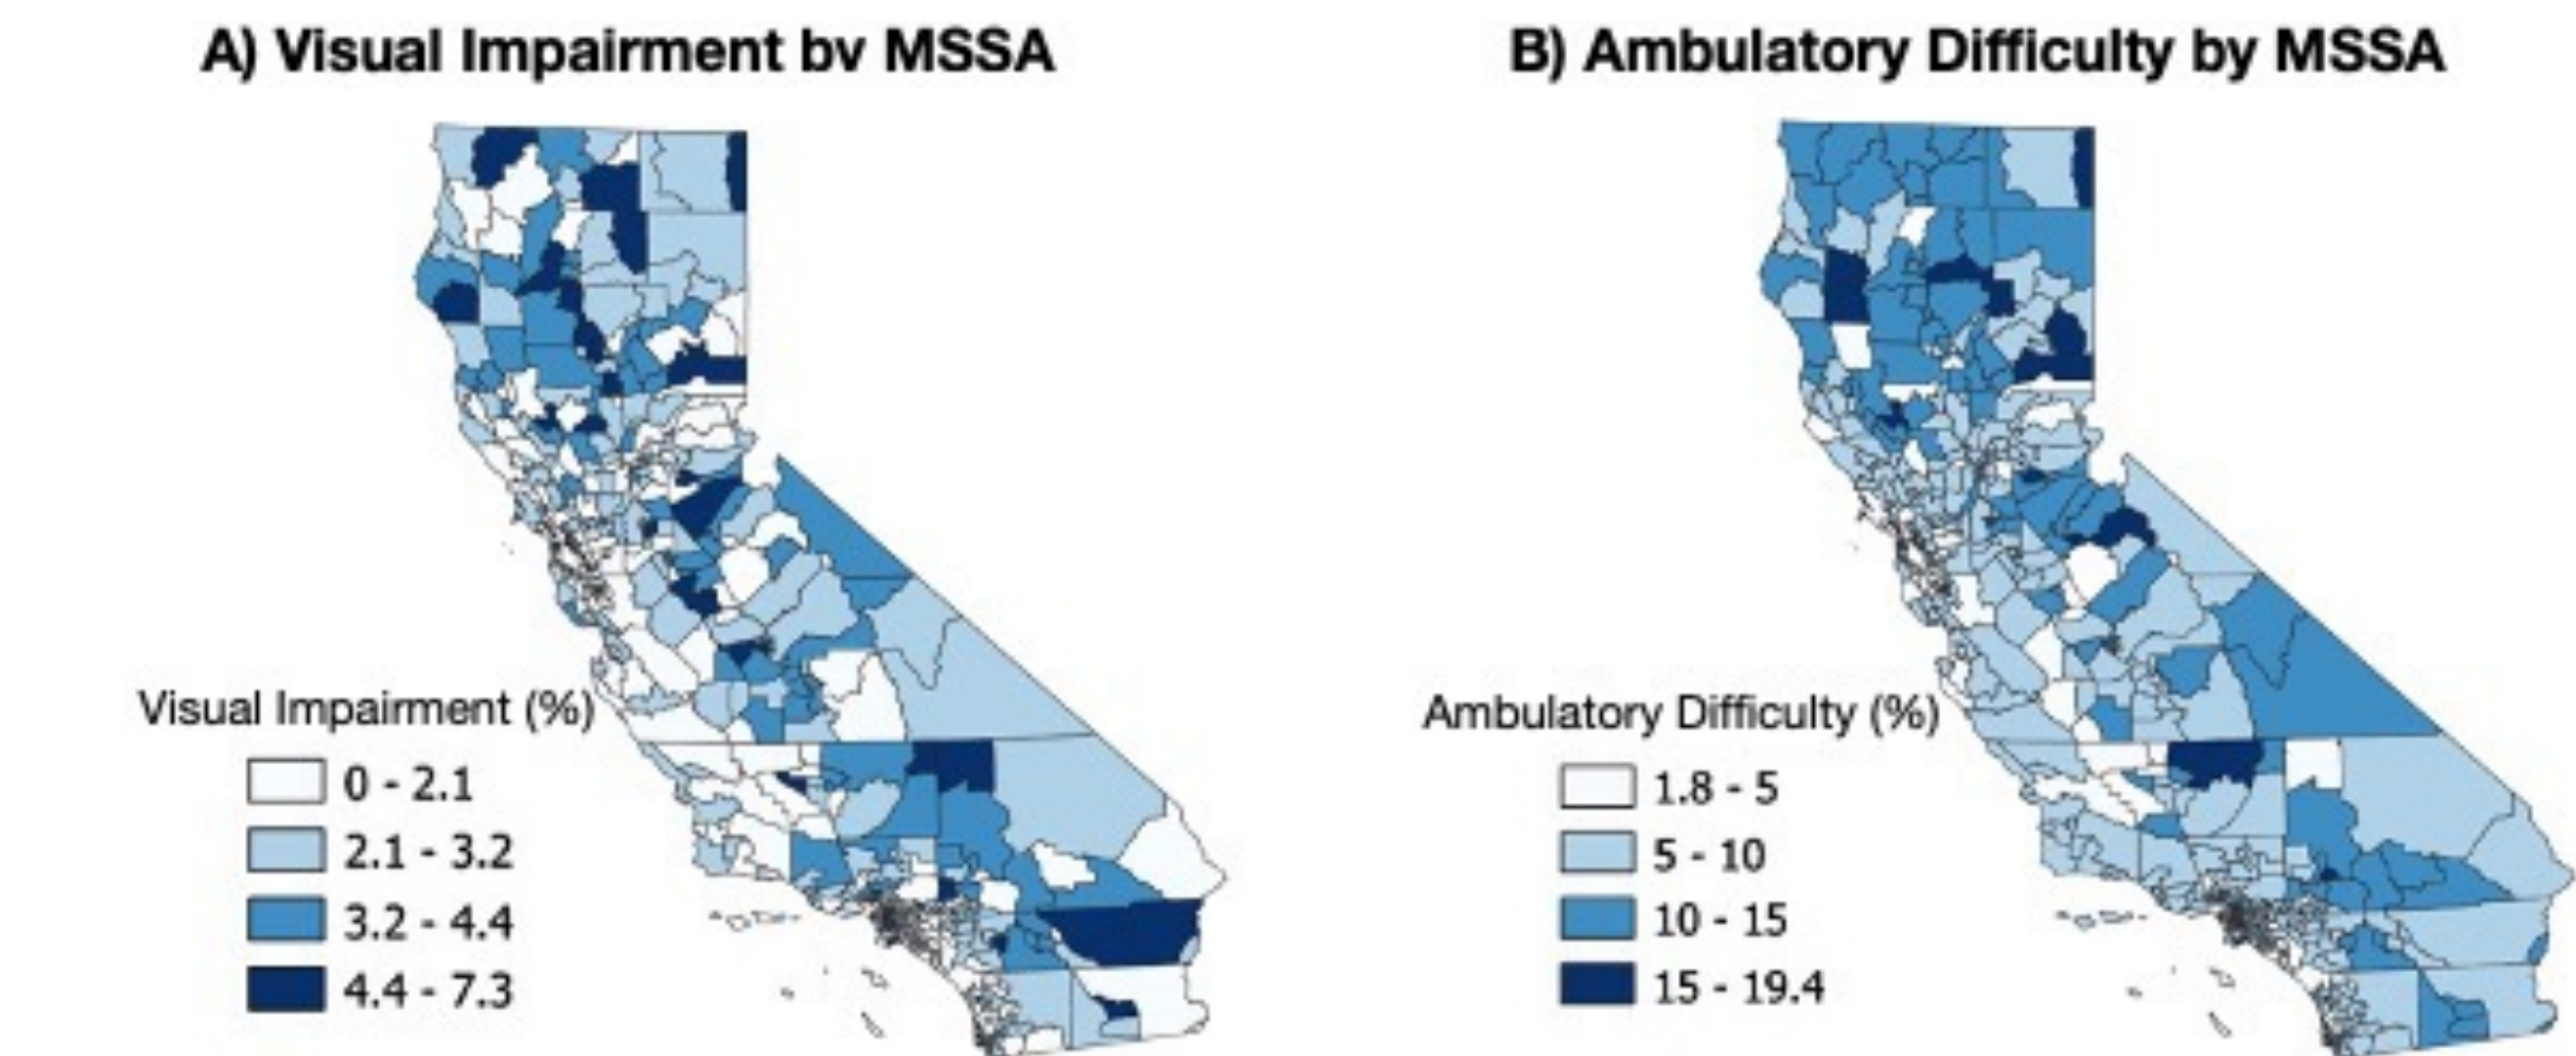 A) Visual Impairment bv MSSA
B) Ambulatory Difficulty by MSSA
Visual Impairment (%)
0 - 2.1
2.1 - 3.2
3.2 - 4.4
4.4 - 7.3
Ambulatory Difficulty (%)
1.8 - 5
5 - 10
10 - 15
15 - 19.4